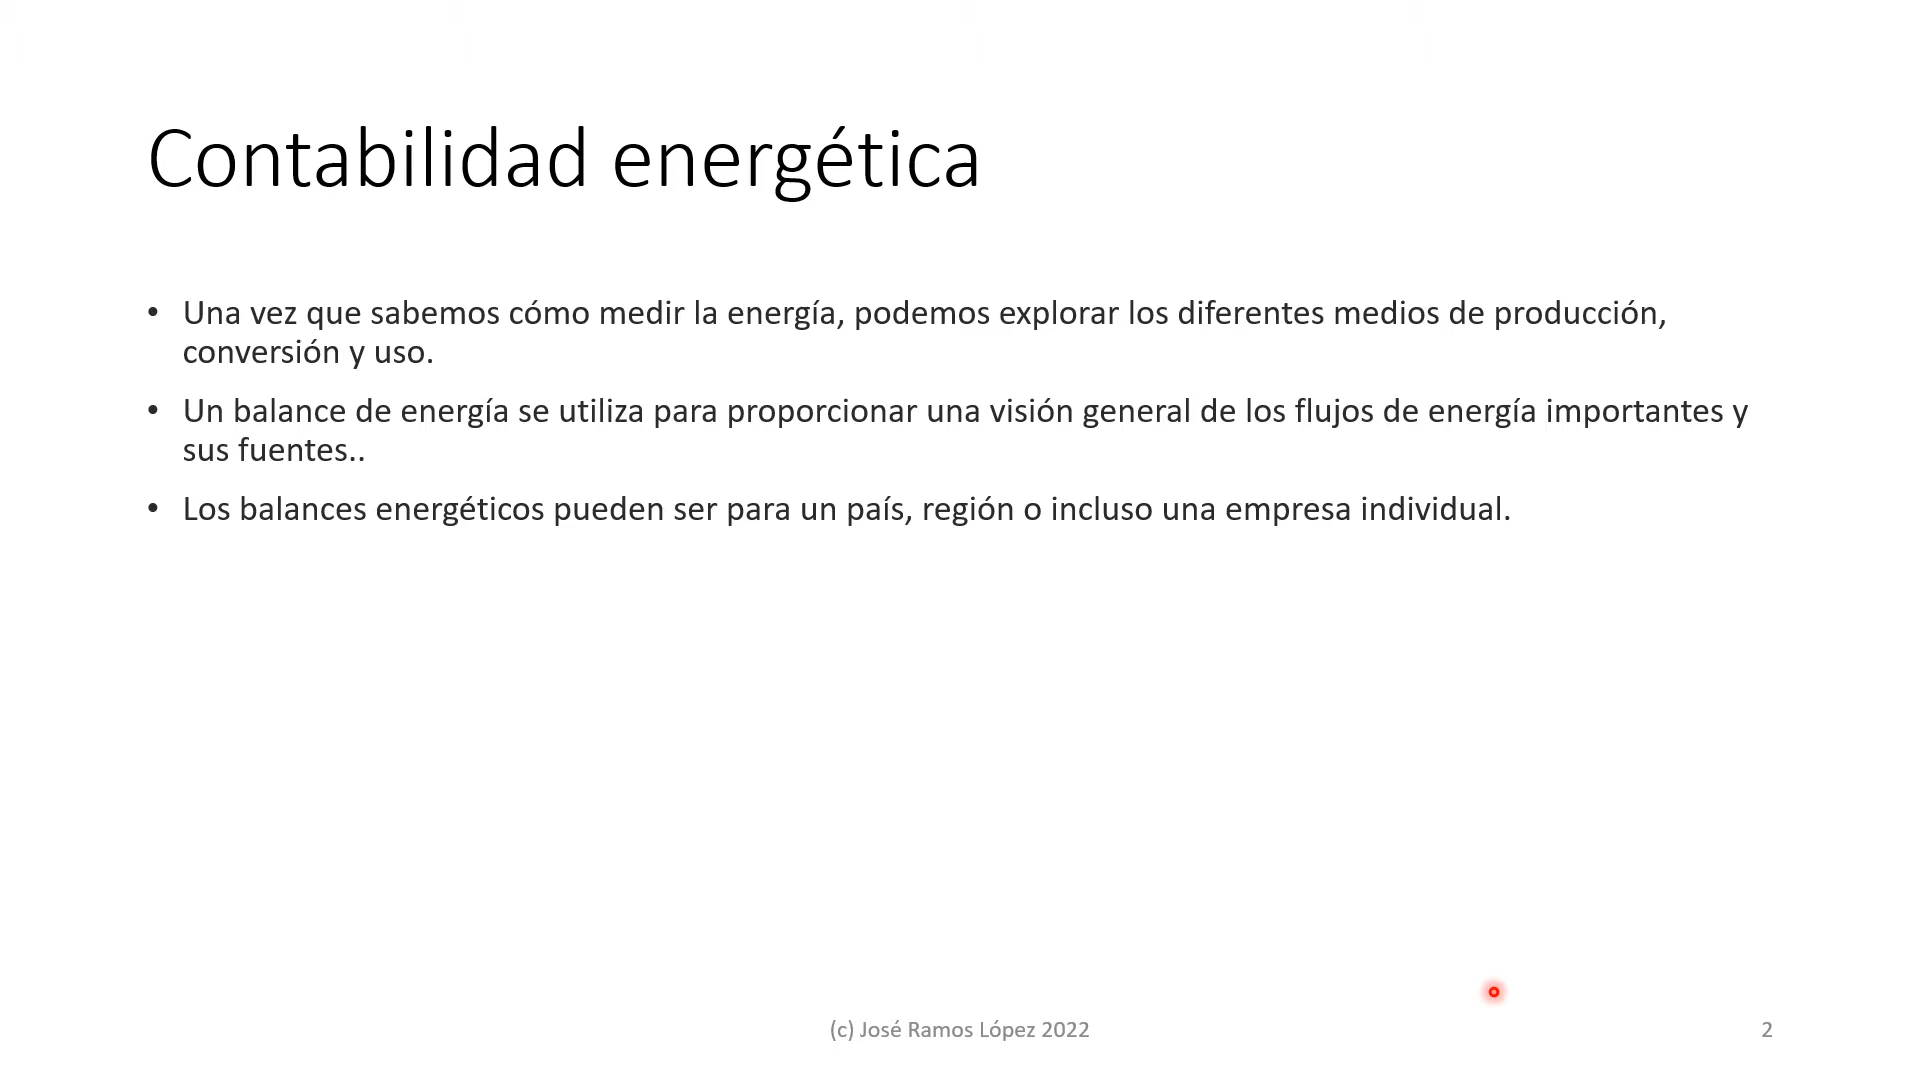 Contabilidad energética
• Una vez que sabemos cómo medir la energía, podemos explorar los diferentes medios de producción,
conversión y uso.
• Un balance de energía se utiliza para proporcionar una visión general de los flujos de energía importantes y
sus fuentes..
• Los balances energéticos pueden ser para un país, región o incluso una empresa individual.
(c) José Ramos López 2022
2